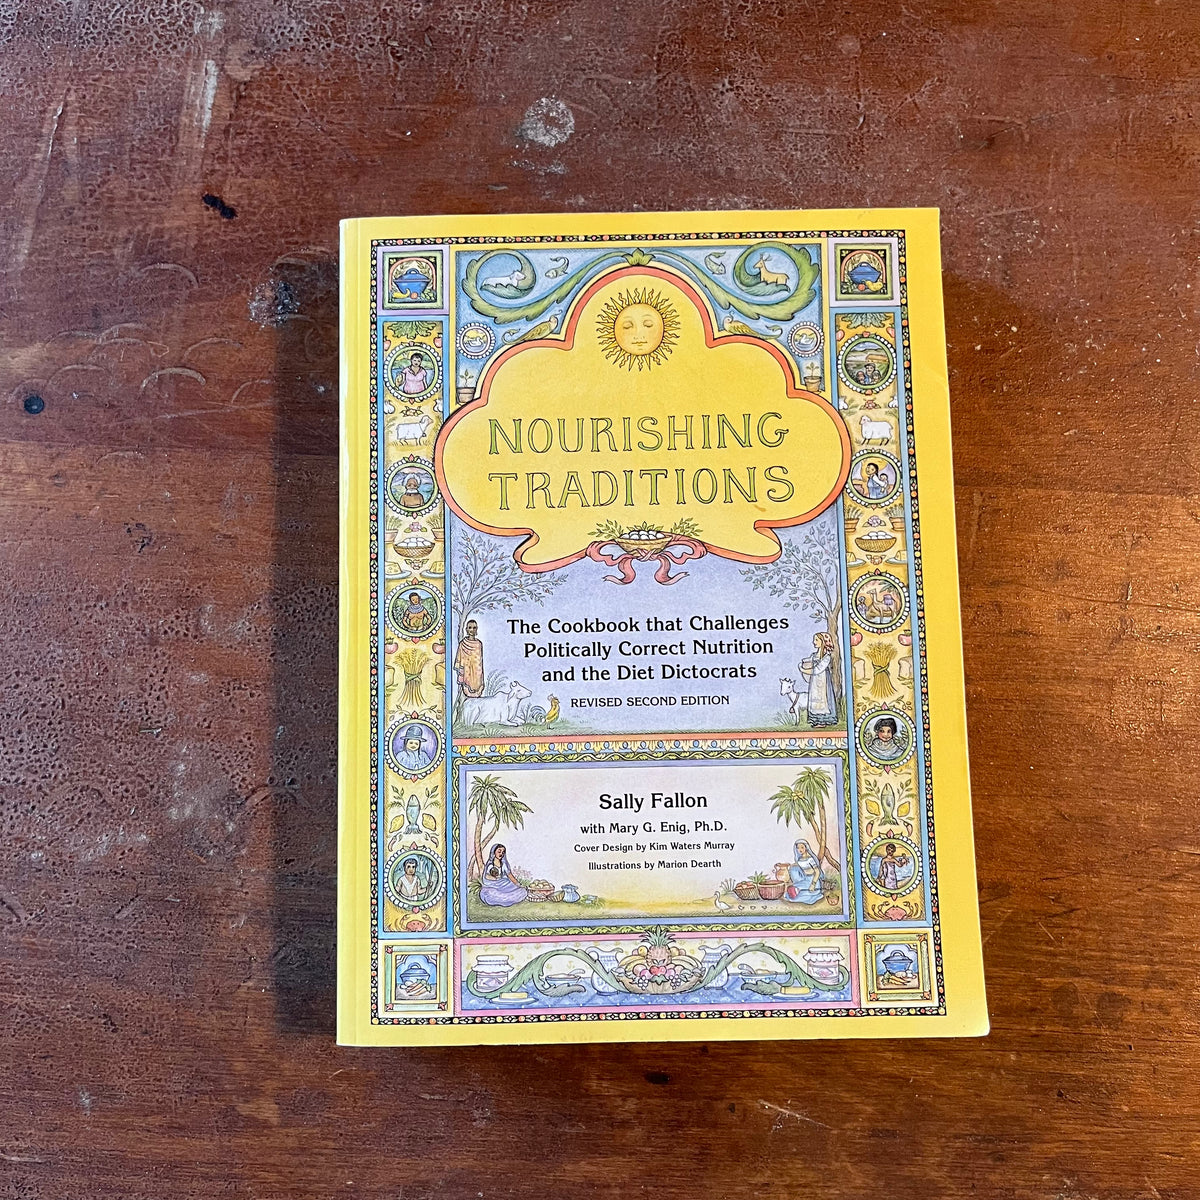 NOURISHING
TRADITIONS
The Cookbook that Challenges
Politically Correct Nutrition
and the Diet Dictocrats
REVISED SECOND EDITION
Sally Fallon
with Mary G. Enig, Ph.D.
Cover Design by Kim Waters Murray
Illustrations by Marion Dearth